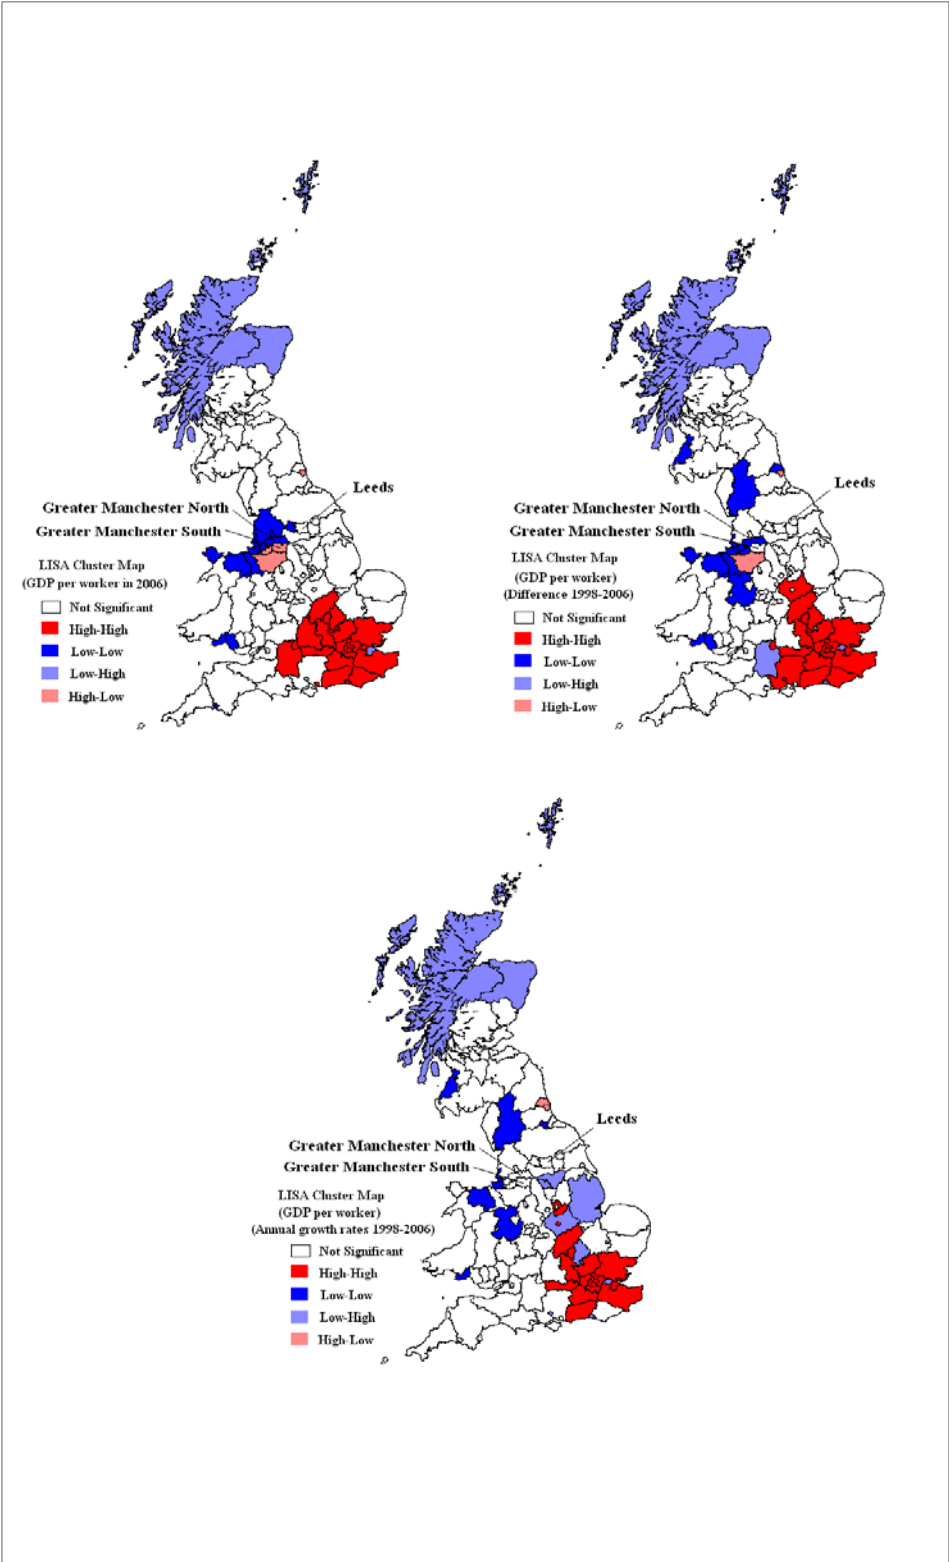 Leeds
Greater Manchester North
Greater Manchester South
LISA Cluster Map
(GDP per worker in 2006)
Not Significant
High-High
Low-Low
Low-High
High-Low
Leeds
Greater Manchester North
Greater Manchester South
LISA Cluster Map
(GDP per worker)
(Difference 1998-2006)
Not Significant
High-High
Low-Low
Low-High
High-Low
Leeds
Greater Manchester North
Greater Manchester South
LISA Cluster Map
(GDP per worker)
(Annual growth rates 1998-2006)
Not Significant
High-High
Low-Low
Low-High
High-Low